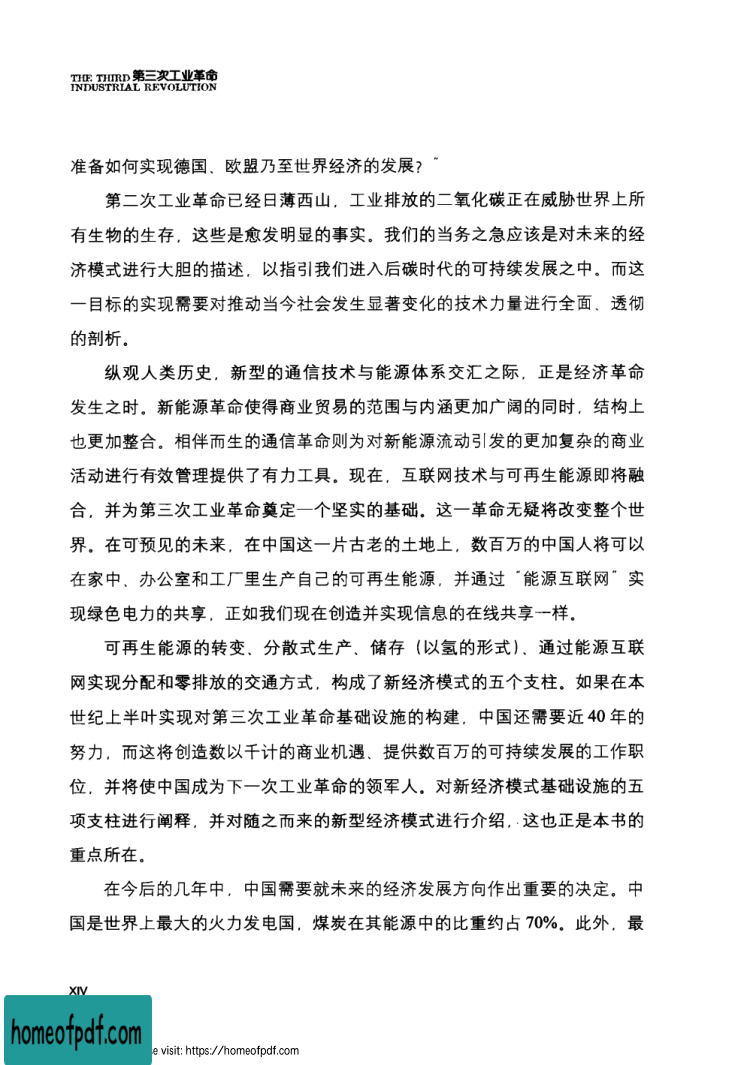 THE THIRD 第三次工业革命
INDUSTRIAL REVOLUTION
准备如何实现德国、欧盟乃至世界经济的发展？”
第二次工业革命已经日薄西山，工业排放的二氧化碳正在威胁世界上所
有生物的生存，这些是愈发明显的事实。我们的当务之急应该是对未来的经
济模式进行大胆的描述，以指引我们进入后碳时代的可持续发展之中。而这
一目标的实现需要对推动当今社会发生显著变化的技术力量进行全面、透彻
的剖析。
纵观人类历史，新型的通信技术与能源体系交汇之际，正是经济革命
发生之时。新能源革命使得商业贸易的范围与内涵更加广阔的同时，结构上
也更加整合。相伴而生的通信革命则为对新能源流动引发的更加复杂的商业
活动进行有效管理提供了有力工具。现在，互联网技术与可再生能源即将融
合，并为第三次工业革命奠定一个坚实的基础。这一革命无疑将改变整个世
界。在可预见的未来，在中国这一片古老的土地上，数百万的中国人将可以
在家中、办公室和工厂里生产自己的可再生能源，并通过“能源互联网”实
现绿色电力的共享，正如我们现在创造并实现信息的在线共享一样。
可再生能源的转变、分散式生产、储存（以氢的形式）、通过能源互联
网实现分配和零排放的交通方式，构成了新经济模式的五个支柱。如果在本
世纪上半叶实现对第三次工业革命基础设施的构建，中国还需要近 40 年的
努力，而这将创造数以千计的商业机遇、提供数百万的可持续发展的工作职
位，并将使中国成为下一次工业革命的领军人。对新经济模式基础设施的五
项支柱进行阐释，并对随之而来的新型经济模式进行介绍，这也正是本书的
重点所在。
在今后的几年中，中国需要就未来的经济发展方向作出重要的决定。中
国是世界上最大的火力发电国，煤炭在其能源中的比重约占 70%。此外，最
XIV
homeofpdf.com
se visit: https://homeofpdf.com